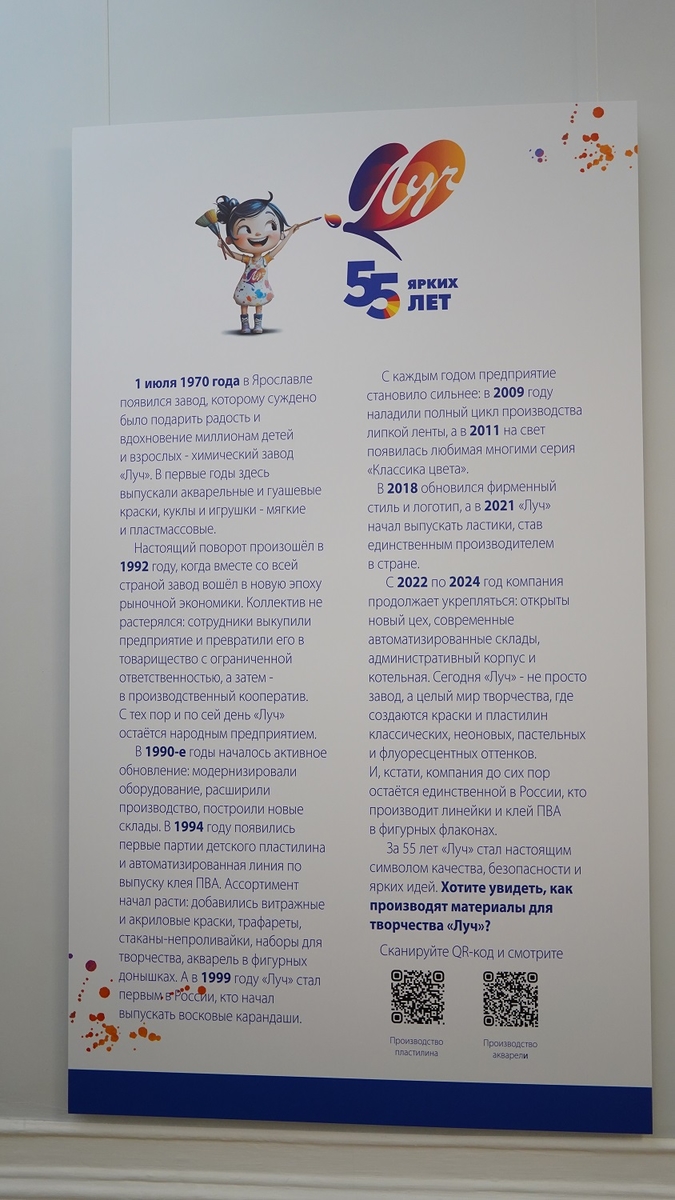 Луч
55 ЯРКИХ
ЛЕТ
1 июля 1970 года в Ярославле
появился завод, которому суждено
было подарить радость и
вдохновение миллионам детей
и взрослых - химический завод
«Луч». В первые годы здесь
выпускали акварельные и гуашевые
краски, куклы и игрушки - мягкие
и пластмассовые.
Настоящий поворот произошёл в
1992 году, когда вместе со всей
страной завод вошёл в новую эпоху
рыночной экономики. Коллектив не
растерялся: сотрудники выкупили
предприятие и превратили его в
товарищество с ограниченной
ответственностью, а затем -
в производственный кооператив.
С тех пор и по сей день «Луч»
остаётся народным предприятием.
В 1990-е годы началось активное
обновление: модернизировали
оборудование, расширили
производство, построили новые
склады. В 1994 году появились
первые партии детского пластилина
и автоматизированная линия по
выпуску клея ПВА. Ассортимент
начал расти: добавились витражные
и акриловые краски, трафареты,
стаканы-непроливайки, наборы для
творчества, акварель в фигурных
донышках. А в 1999 году «Луч» стал
первым в России, кто начал
выпускать восковые карандаши.
С каждым годом предприятие
становило сильнее: в 2009 году
наладили полный цикл производства
липкой ленты, а в 2011 на свет
появилась любимая многими серия
«Классика цвета».
В 2018 обновился фирменный
стиль и логотип, а в 2021 «Луч»
начал выпускать ластики, став
единственным производителем
в стране.
С 2022 по 2024 год компания
продолжает укрепляться: открыты
новый цех, современные
автоматизированные склады,
административный корпус и
котельная. Сегодня «Луч» - не просто
завод, а целый мир творчества, где
создаются краски и пластилин
классических, неоновых, пастельных
и флуоресцентных оттенков.
И, кстати, компания до сих пор
остаётся единственной в России, кто
производит линейки и клей ПВА
в фигурных флаконах.
За 55 лет «Луч» стал настоящим
символом качества, безопасности и
ярких идей. Хотите увидеть, как
производят материалы для
творчества «Луч»?
Сканируйте QR-код и смотрите
Производство
пластилина
Производство
акварели